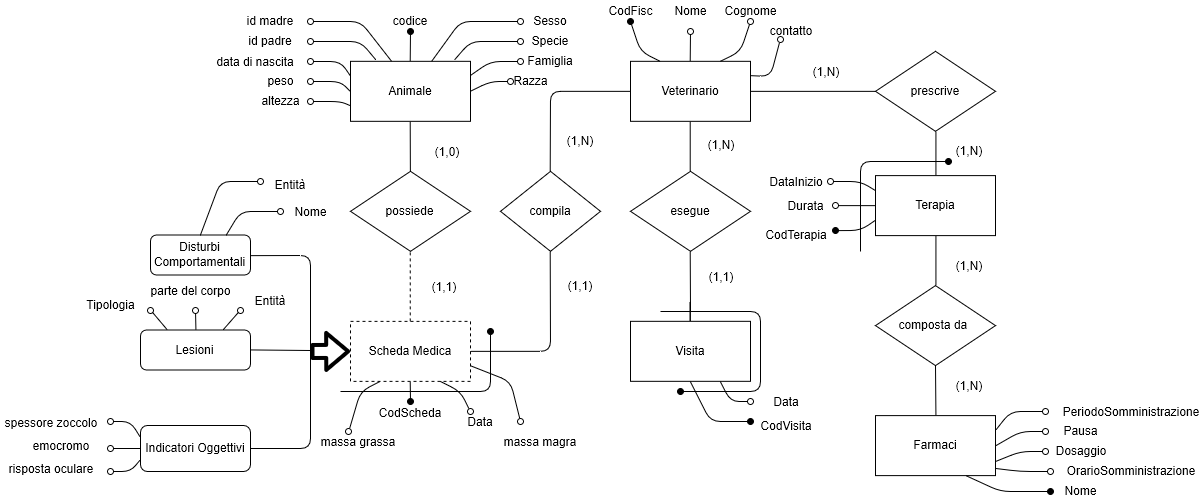 id madre
id padre
data di nascita
peso
altezza
codice
Sesso
Specie
Famiglia
Razza
Animale
CodFisc
Nome
Cognome
contatto
Veterinario
(1,N)
prescrive
(1,0)
(1,N)
(1,N)
(1,N)
possiede
compila
esegue
DataInizio
Durata
CodTerapia
Terapia
Entità
Nome
Disturbi
Comportamentali
(1,1)
(1,1)
(1,1)
(1,N)
Tipologia
parte del corpo
Entità
Lesioni
Scheda Medica
Visita
composta da
CodScheda
Data
massa grassa
massa magra
Data
CodVisita
(1,N)
spessore zoccolo
emocromo
risposta oculare
Indicatori Oggettivi
Farmaci
PeriodoSomministrazione
Pausa
Dosaggio
OrarioSomministrazione
Nome